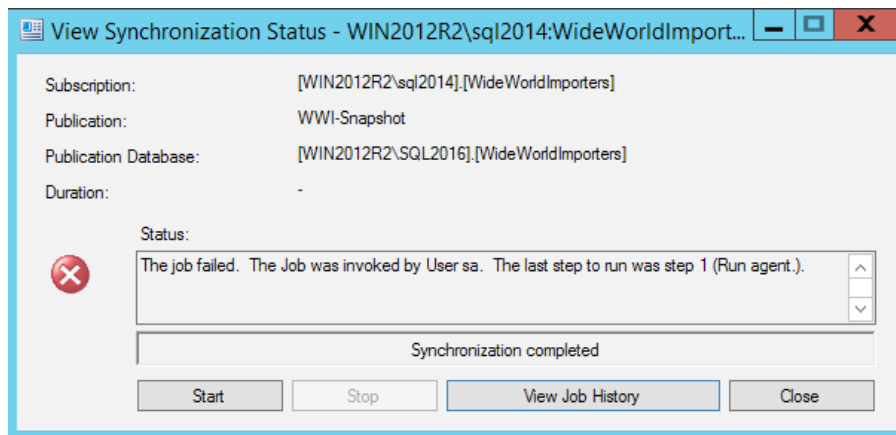 View Synchronization Status - WIN2012R2\sql2014:WideWorldImport...
Subscription: [WIN2012R2\sql2014].[WideWorldImporters]
Publication: WWI-Snapshot
Publication Database: [WIN2012R2\SQL2016].[WideWorldImporters]
Duration: -
Status:
The job failed. The Job was invoked by User sa. The last step to run was step 1 (Run agent.).
Synchronization completed
Start Stop View Job History Close